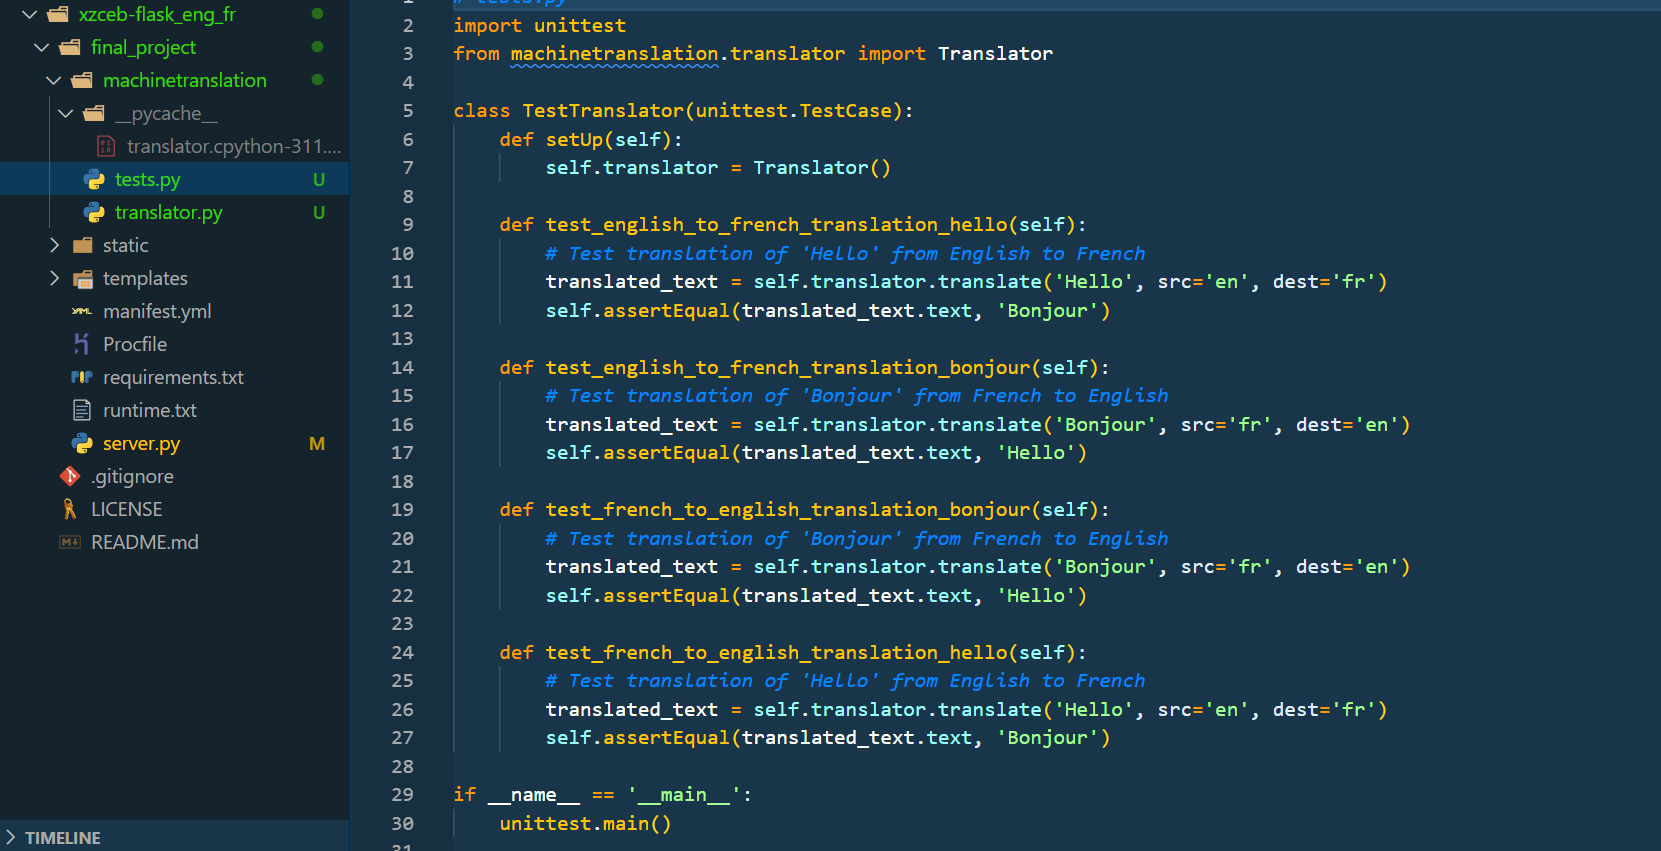 xzceb-flask_eng_fr
final_project
machinetranslation
__pycache__
translator.cpython-311....
tests.py U
translator.py U
static
templates
manifest.yml
Procfile
requirements.txt
runtime.txt
server.py M
.gitignore
LICENSE
README.md
TIMELINE
1 # tests.py
2 import unittest
3 from machinetranslation.translator import Translator
4
5 class TestTranslator(unittest.TestCase):
6     def setUp(self):
7         self.translator = Translator()
8
9     def test_english_to_french_translation_hello(self):
10         # Test translation of 'Hello' from English to French
11         translated_text = self.translator.translate('Hello', src='en', dest='fr')
12         self.assertEqual(translated_text.text, 'Bonjour')
13
14     def test_english_to_french_translation_bonjour(self):
15         # Test translation of 'Bonjour' from French to English
16         translated_text = self.translator.translate('Bonjour', src='fr', dest='en')
17         self.assertEqual(translated_text.text, 'Hello')
18
19     def test_french_to_english_translation_bonjour(self):
20         # Test translation of 'Bonjour' from French to English
21         translated_text = self.translator.translate('Bonjour', src='fr', dest='en')
22         self.assertEqual(translated_text.text, 'Hello')
23
24     def test_french_to_english_translation_hello(self):
25         # Test translation of 'Hello' from English to French
26         translated_text = self.translator.translate('Hello', src='en', dest='fr')
27         self.assertEqual(translated_text.text, 'Bonjour')
28
29 if __name__ == '__main__':
30     unittest.main()
31